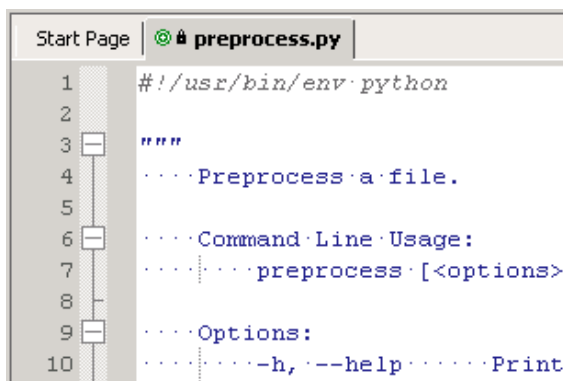 Start Page preprocess.py
1 #!/usr/bin/env python
2
3 """
4 Preprocess a file.
5
6 Command Line Usage:
7 preprocess [<options>
8
9 Options:
10 -h, --help Print